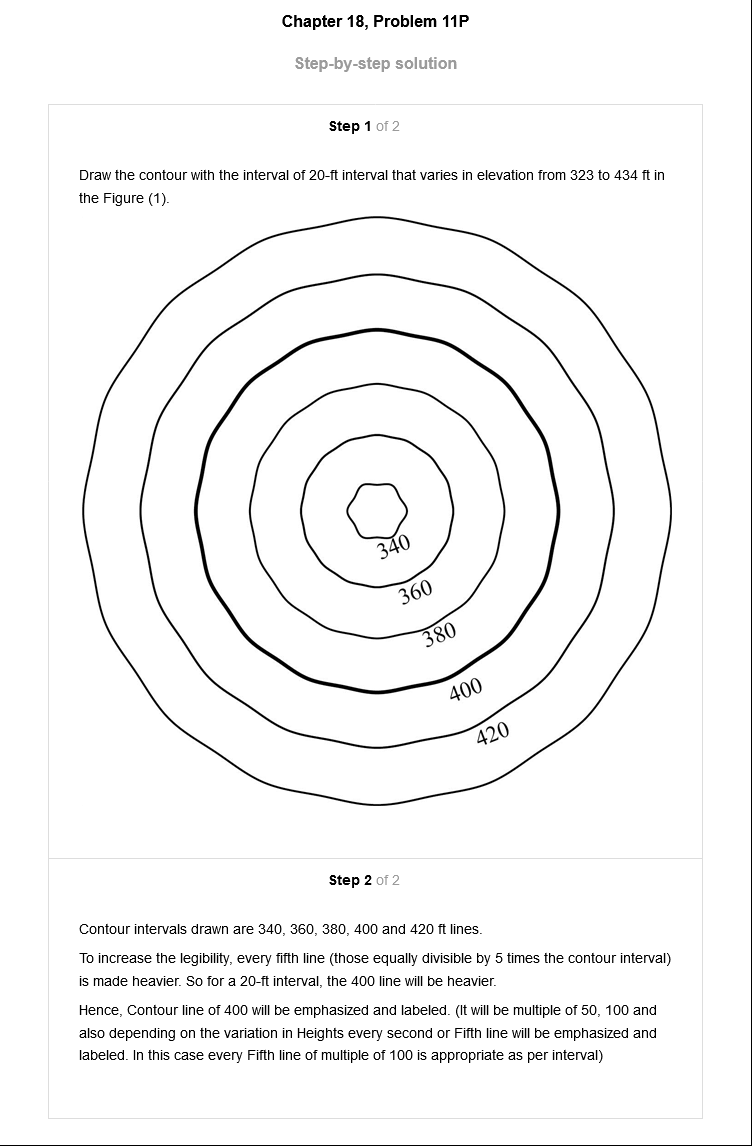 Chapter 18, Problem 11P
Step-by-step solution
Step 1 of 2
Draw the contour with the interval of 20-ft interval that varies in elevation from 323 to 434 ft in
the Figure (1).
340
360
380
400
420
Step 2 of 2
Contour intervals drawn are 340, 360, 380, 400 and 420 ft lines.
To increase the legibility, every fifth line (those equally divisible by 5 times the contour interval)
is made heavier. So for a 20-ft interval, the 400 line will be heavier.
Hence, Contour line of 400 will be emphasized and labeled. (It will be multiple of 50, 100 and
also depending on the variation in Heights every second or Fifth line will be emphasized and
labeled. In this case every Fifth line of multiple of 100 is appropriate as per interval)